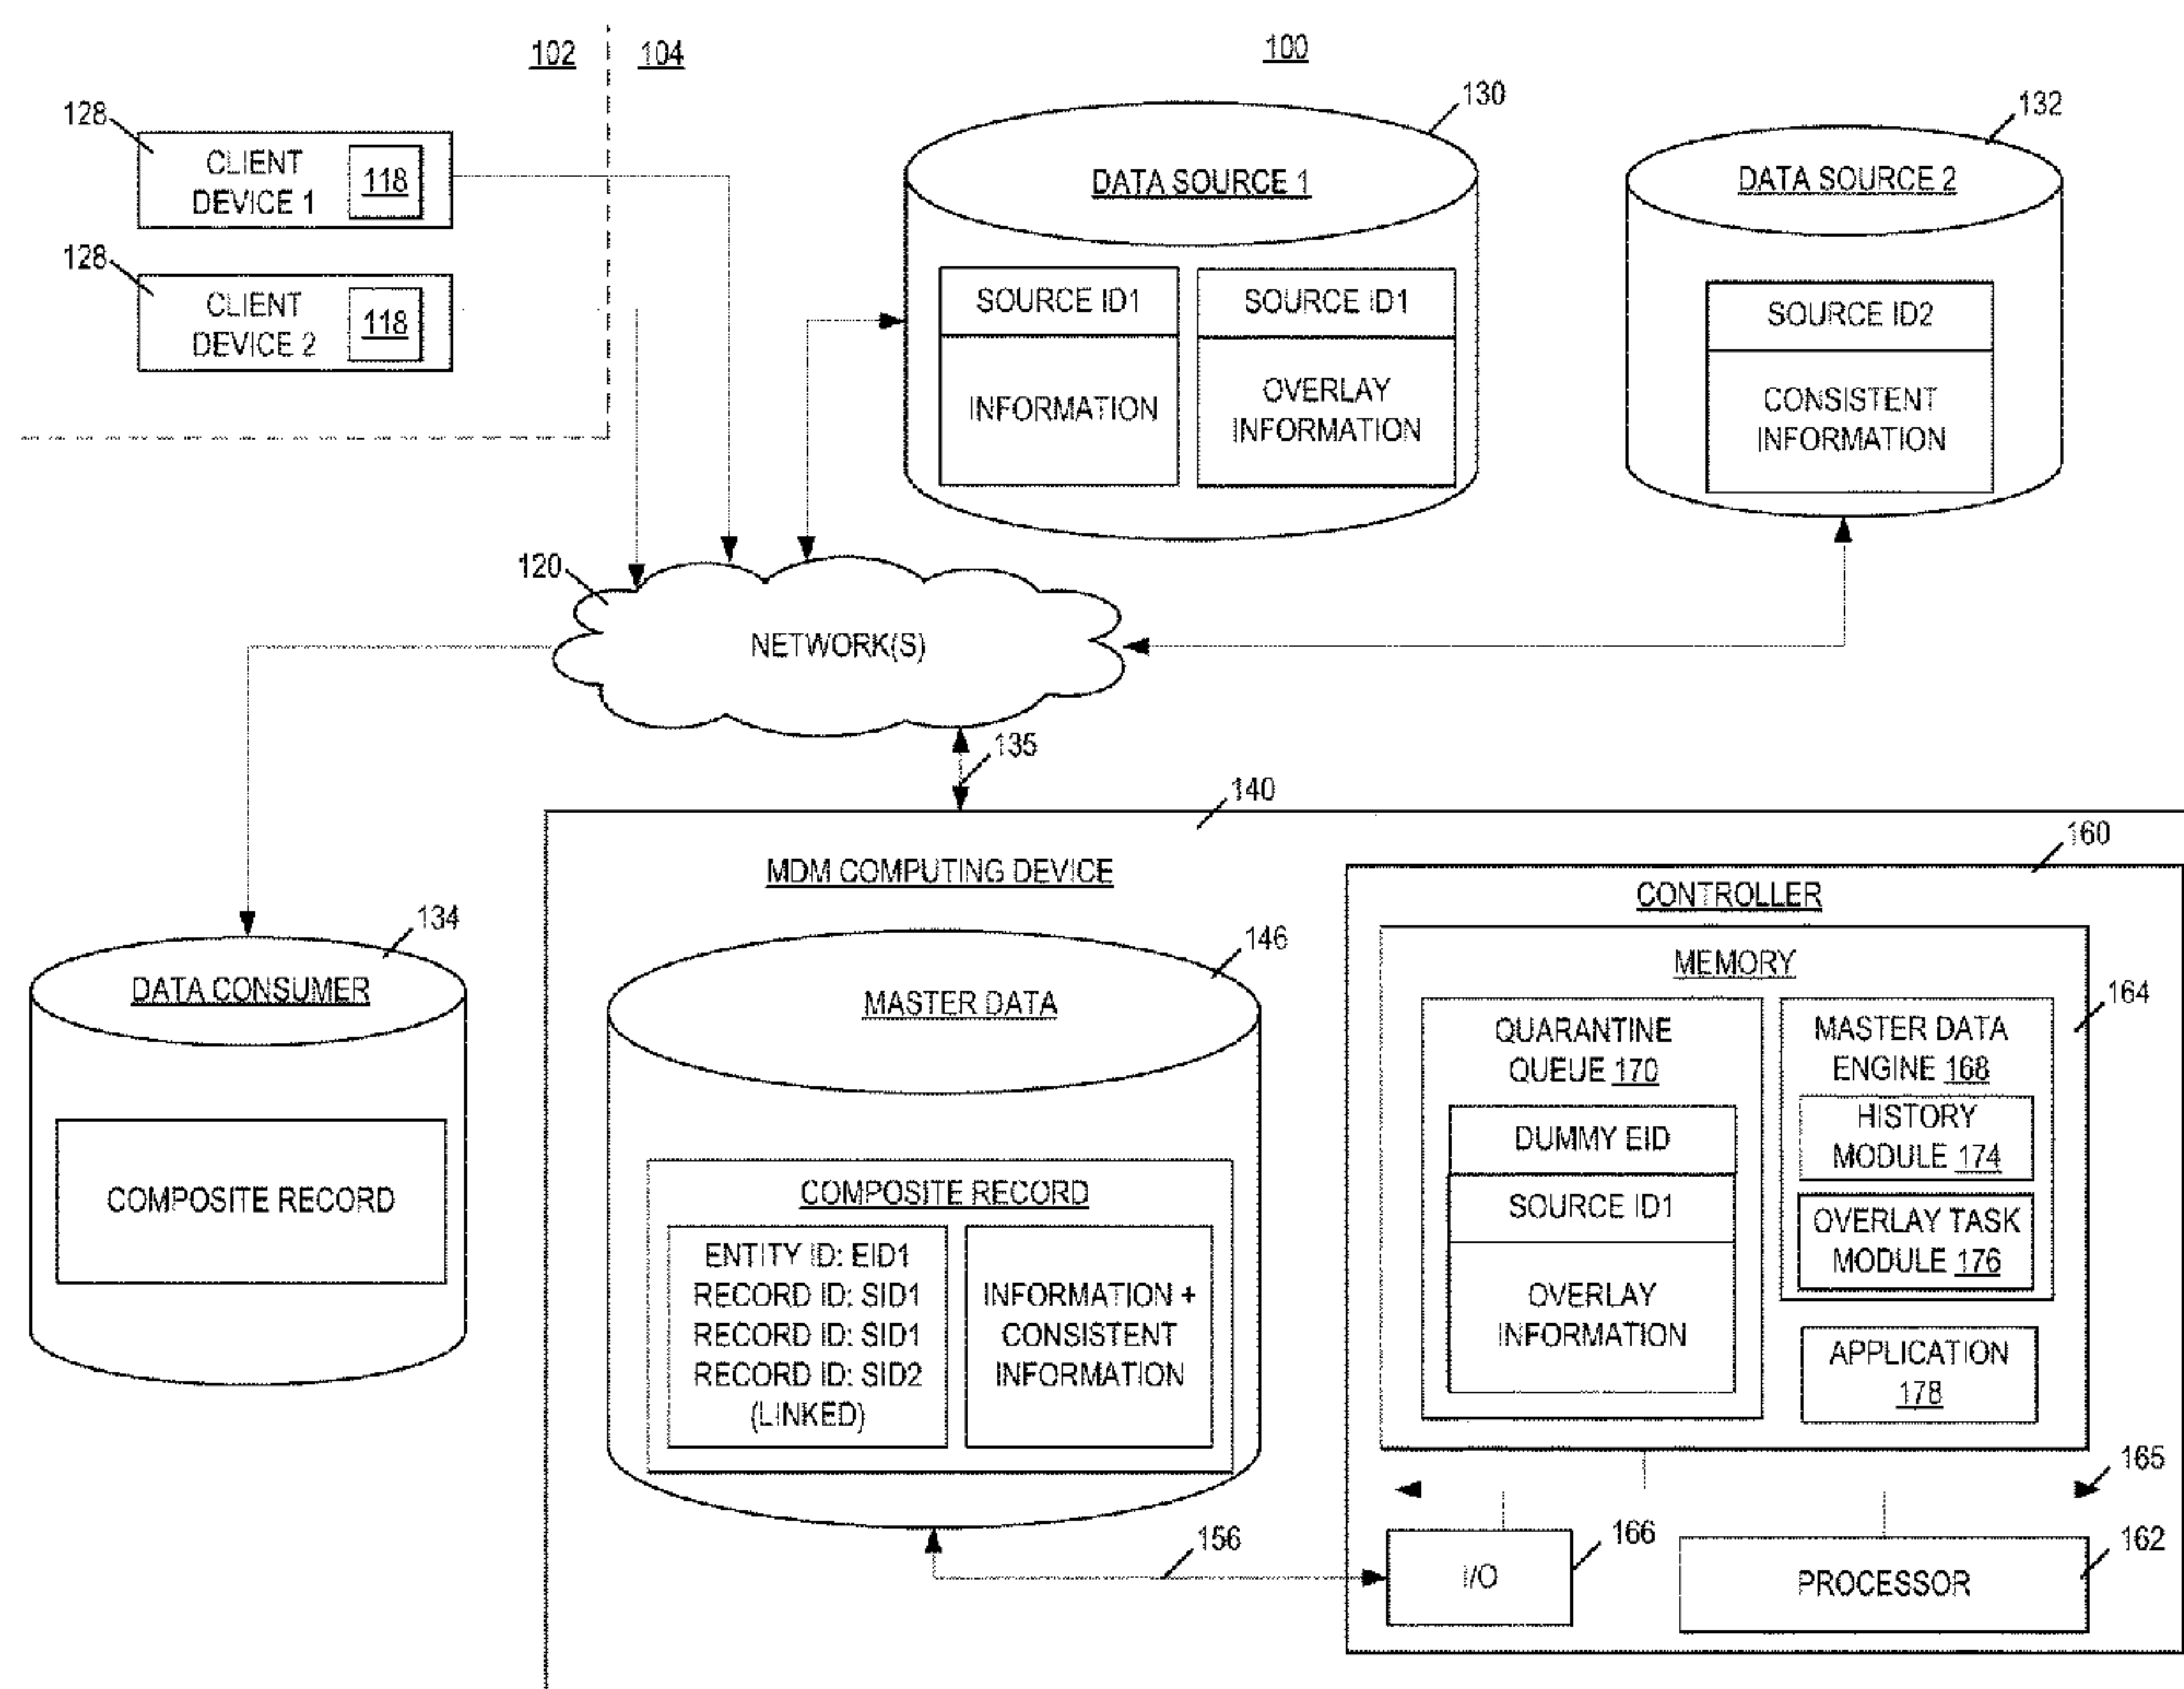 102
104
100
128
CLIENT
DEVICE 1
118
128
CLIENT
DEVICE 2
118
130
DATA SOURCE 1
SOURCE ID1
INFORMATION
SOURCE ID1
OVERLAY
INFORMATION
132
DATA SOURCE 2
SOURCE ID2
CONSISTENT
INFORMATION
120
NETWORK(S)
135
140
MDM COMPUTING DEVICE
134
DATA CONSUMER
COMPOSITE RECORD
146
MASTER DATA
COMPOSITE RECORD
ENTITY ID: EID1
RECORD ID: SID1
RECORD ID: SID1
RECORD ID: SID2
(LINKED)
INFORMATION +
CONSISTENT
INFORMATION
156
160
CONTROLLER
MEMORY
164
QUARANTINE
QUEUE 170
DUMMY EID
SOURCE ID1
OVERLAY
INFORMATION
MASTER DATA
ENGINE 168
HISTORY
MODULE 174
OVERLAY TASK
MODULE 176
APPLICATION
178
165
I/O
166
PROCESSOR
162